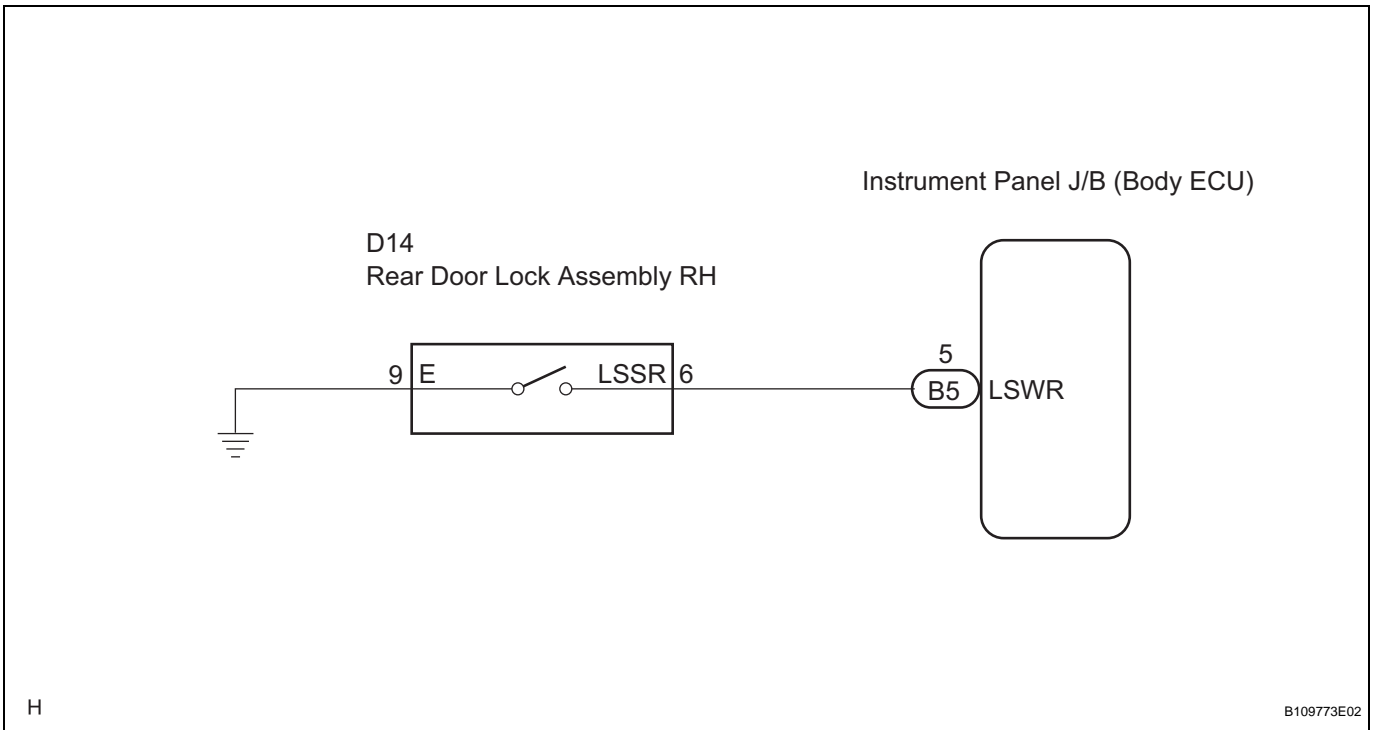 Instrument Panel J/B (Body ECU)
D14
Rear Door Lock Assembly RH
9 E LSSR 6
5
B5 LSWR
H
B109773E02